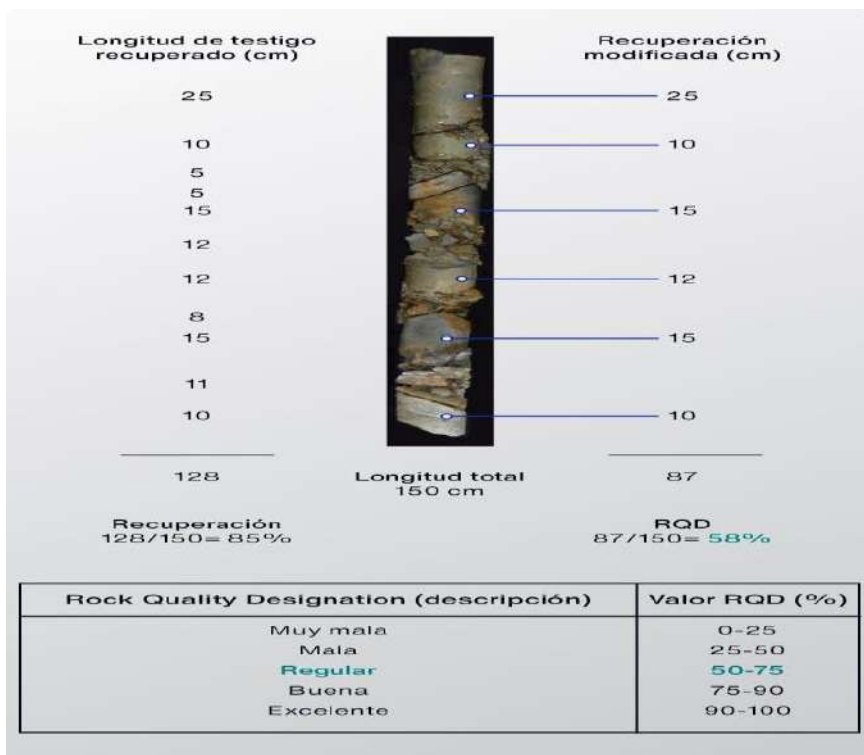 Longitud de testigo
recuperado (cm)
Recuperación
modificada (cm)
25
25
10
10
5
5
15
15
12
12
12
8
15
15
11
10
10
128
Longitud total
150 cm
87
Recuperación
128/150= 85%
RQD
87/150= 58%
Rock Quality Designation (descripción)
Valor RQD (%)
Muy mala
0-25
Mala
25-50
Regular
50-75
Buena
75-90
Excelente
90-100